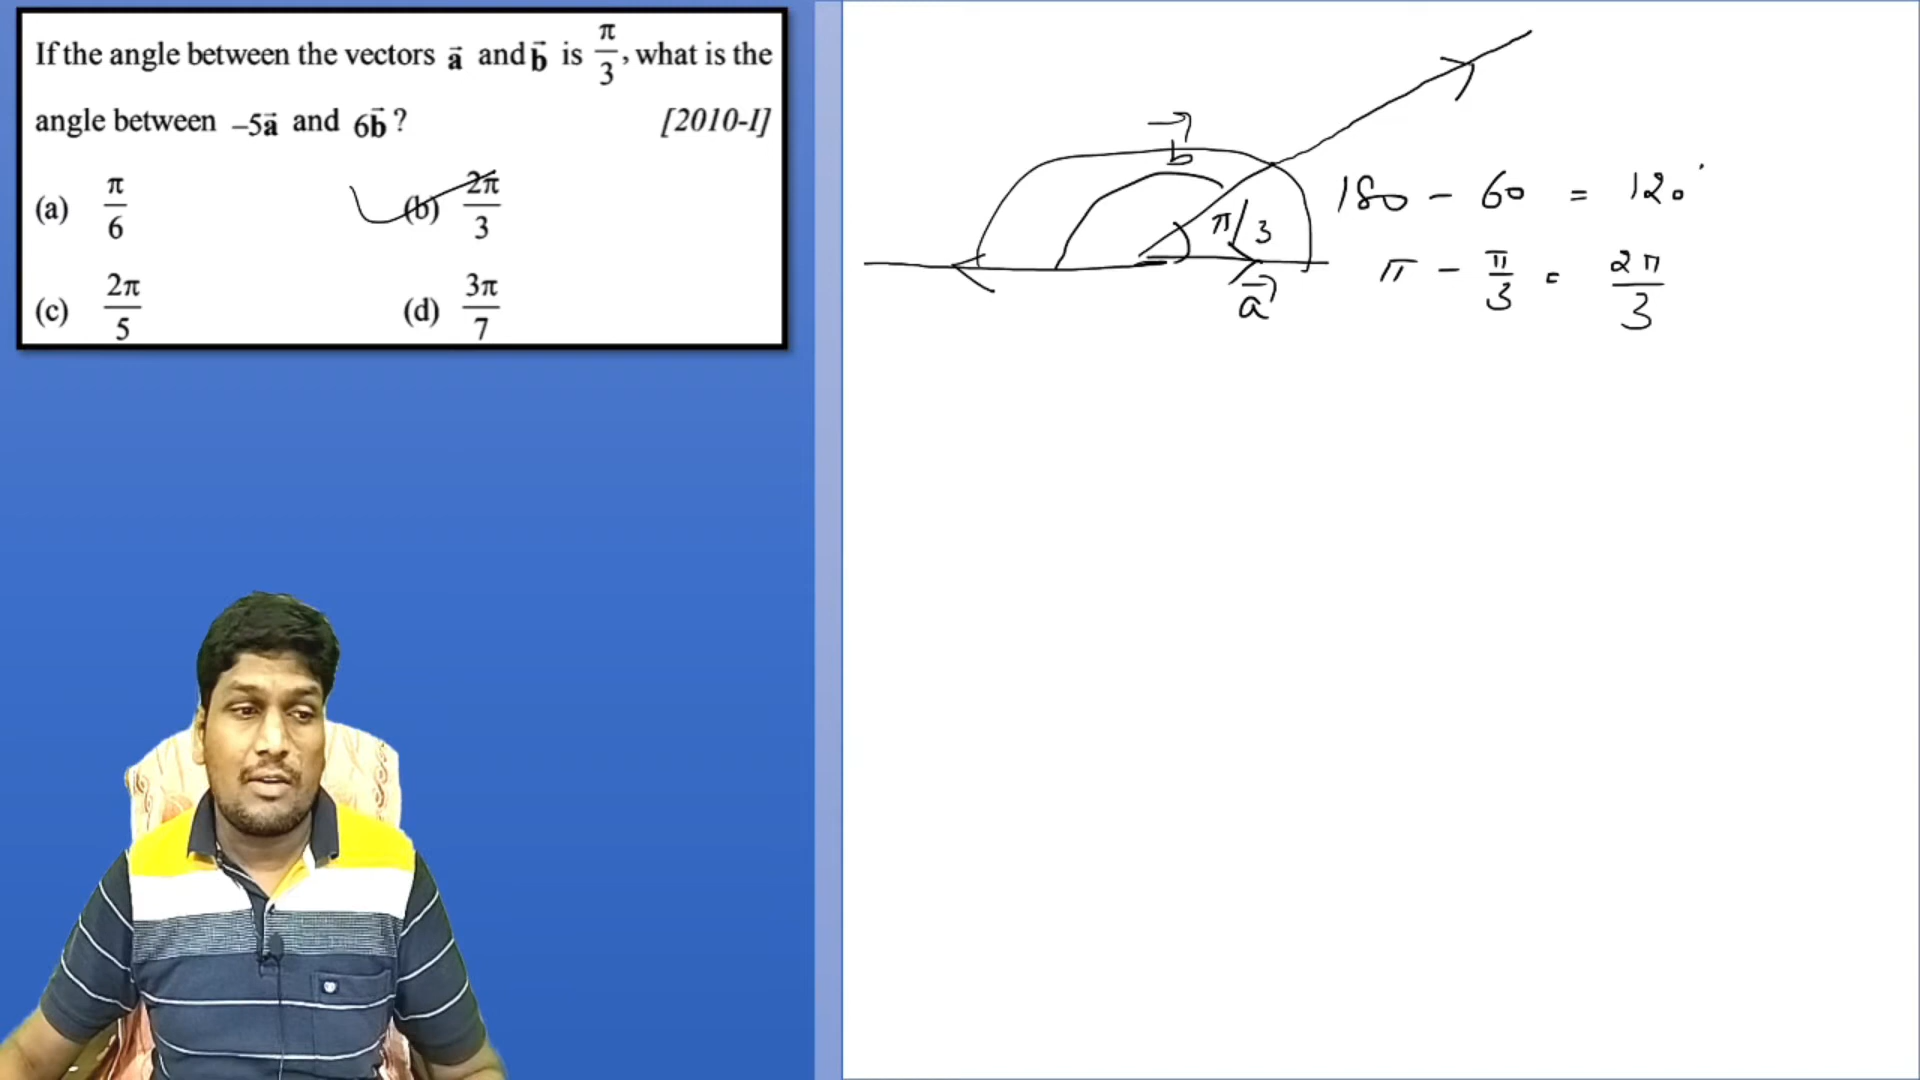 If the angle between the vectors a⃗ and b⃗ is π/3, what is the
angle between –5a⃗ and 6b⃗ ? [2010-I]
(a) π/6 (b) 2π/3
(c) 2π/5 (d) 3π/7
b⃗
π/3
a⃗
180 - 60 = 120°
π - π/3 = 2π/3